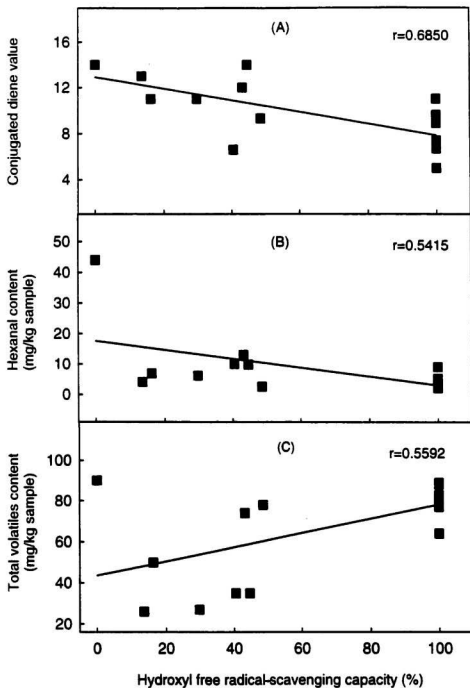 (A)
r=0.6850
Conjugated diene value
16
12
8
4
(B)
r=0.5415
Hexanal content
(mg/kg sample)
50
40
30
20
10
0
(C)
r=0.5592
Total volatiles content
(mg/kg sample)
100
80
60
40
20
0 20 40 60 80 100
Hydroxyl free radical-scavenging capacity (%)